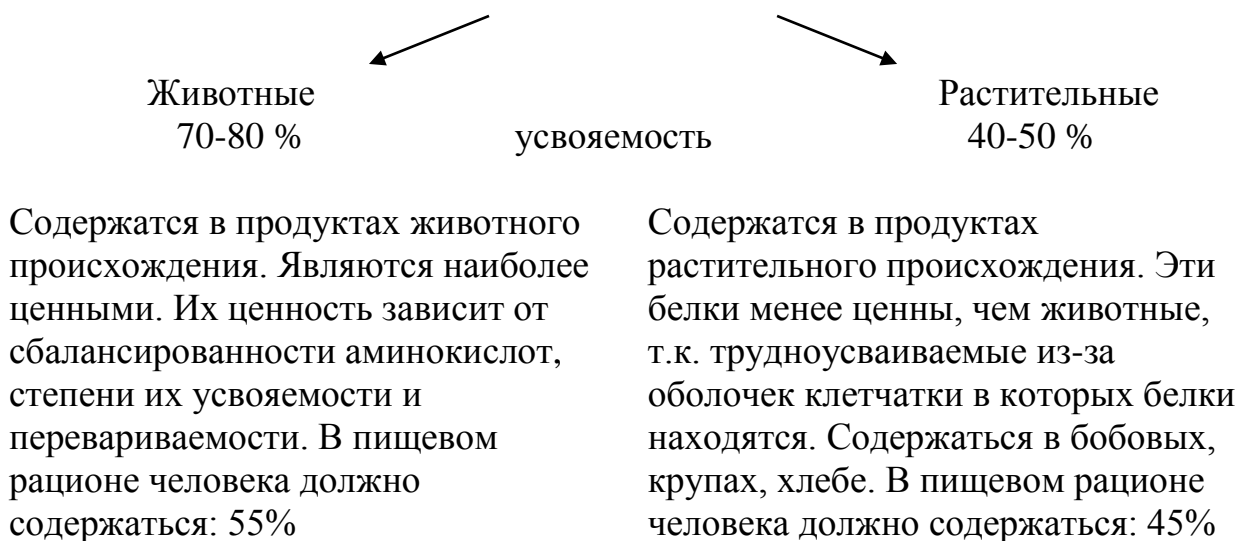 Животные
Растительные
70-80 %
усвояемость
40-50 %
Содержатся в продуктах животного
происхождения. Являются наиболее
ценными. Их ценность зависит от
сбалансированности аминокислот,
степени их усвояемости и
перевариваемости. В пищевом
рационе человека должно
содержаться: 55%
Содержатся в продуктах
растительного происхождения. Эти
белки менее ценны, чем животные,
т.к. трудноусваиваемые из-за
оболочек клетчатки в которых белки
находятся. Содержаться в бобовых,
крупах, хлебе. В пищевом рационе
человека должно содержаться: 45%